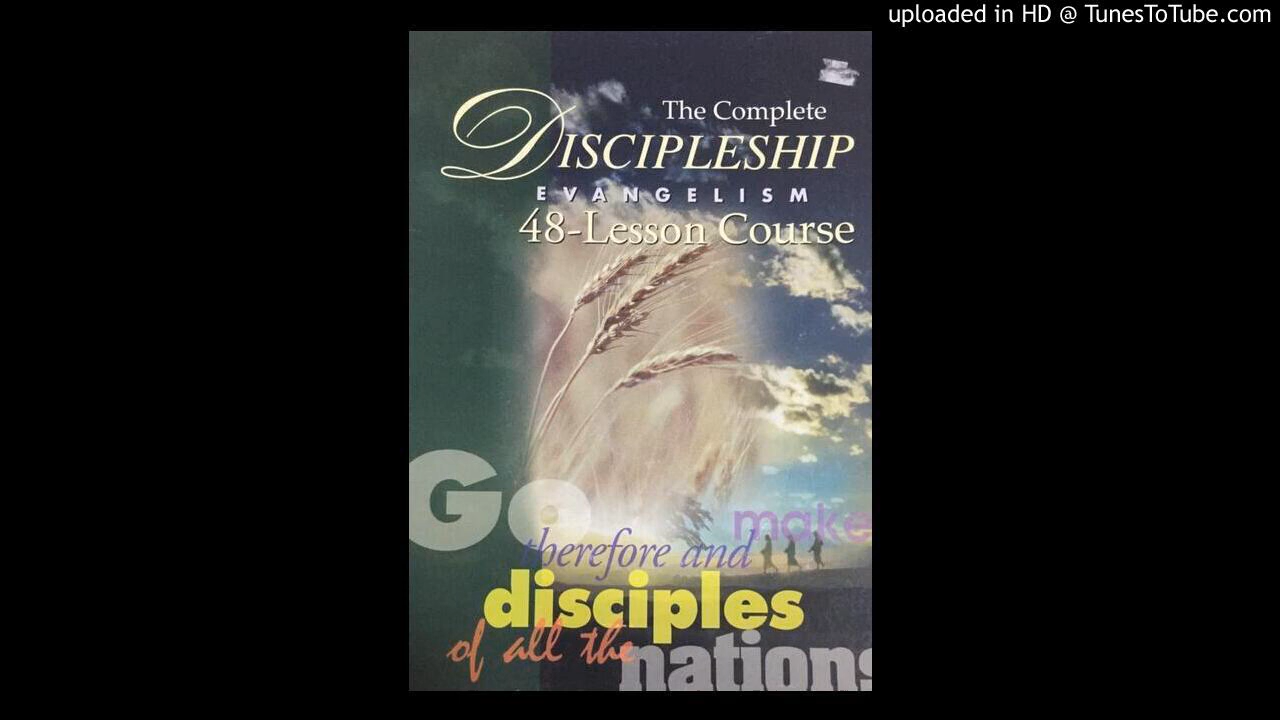 uploaded in HD @ TunesToTube.com
The Complete
DISCIPLESHIP
EVANGELISM
48-Lesson Course
Go
therefore and make
disciples
of all the
nations